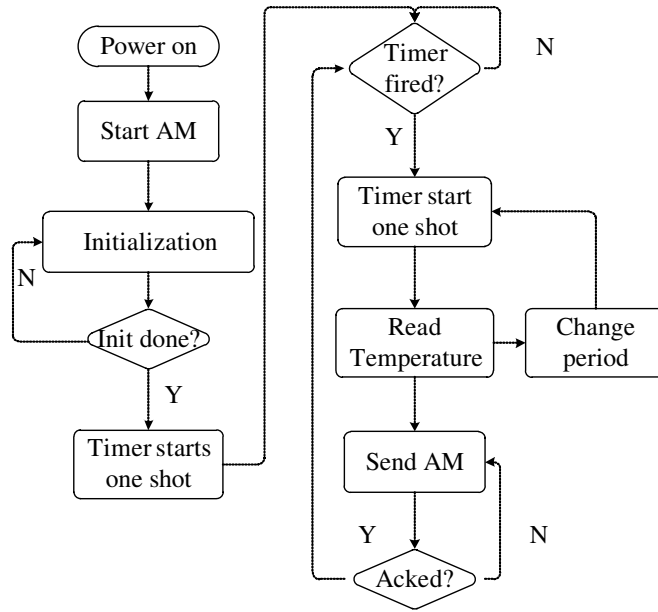 Power on
Start AM
Initialization
N
Init done?
Y
Timer starts
one shot
Timer
fired?
N
Y
Timer start
one shot
Read
Temperature
Change
period
Send AM
Y
N
Acked?